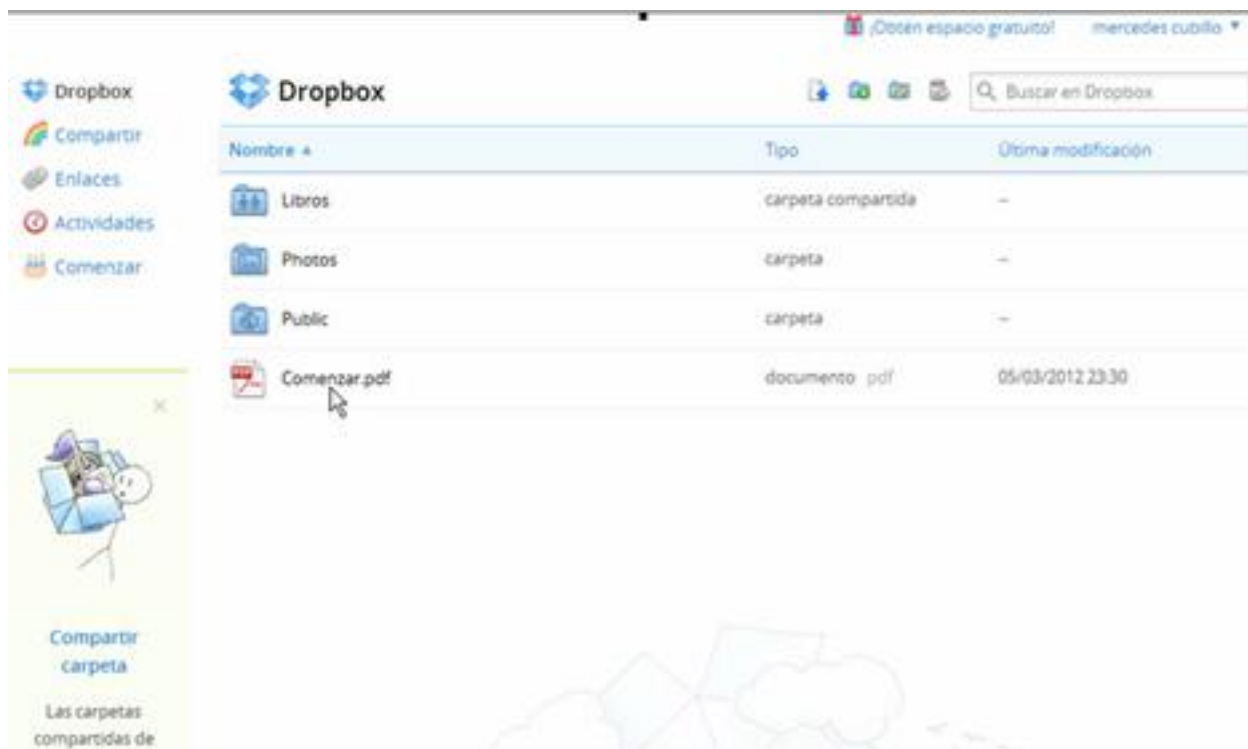 ¡Obtén espacio gratuito! mercedes cubillo
Dropbox
Compartir
Enlaces
Actividades
Comenzar
Dropbox
Buscar en Dropbox
Nombre Tipo Última modificación
Libros carpeta compartida --
Photos carpeta --
Public carpeta --
Comenzar.pdf documento pdf 05/03/2012 23:30
Compartir
carpeta
Las carpetas
compartidas de